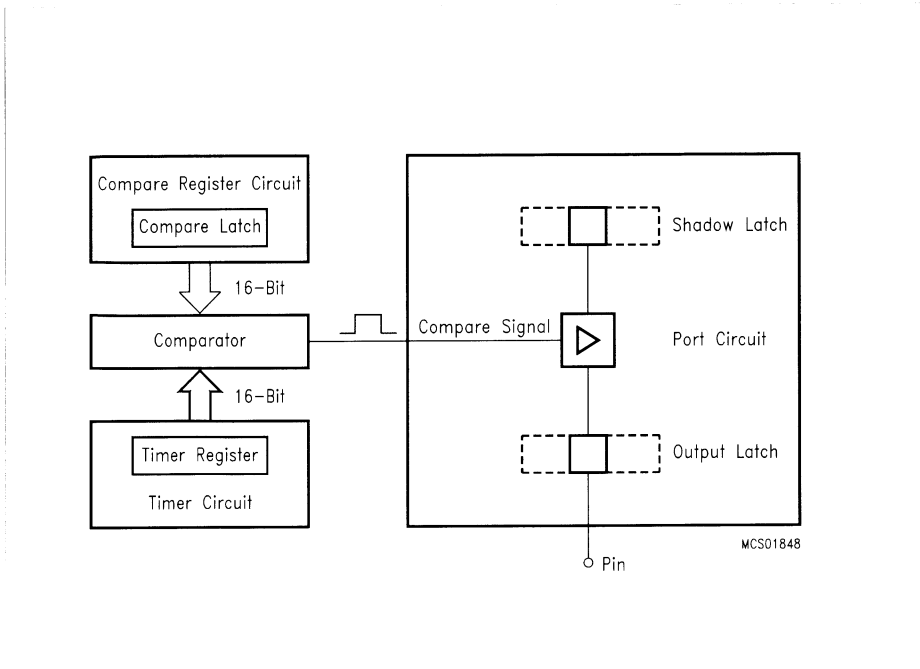 Compare Register Circuit
Compare Latch
16-Bit
Comparator
16-Bit
Timer Register
Timer Circuit
Compare Signal
Shadow Latch
Port Circuit
Output Latch
MCS01848
Pin